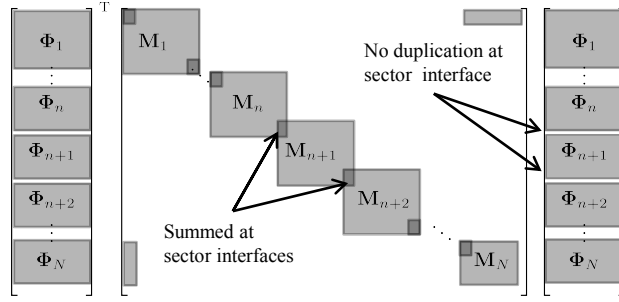 T
Φ1
Φn
Φn+1
Φn+2
ΦN
M1
Mn
Mn+1
Mn+2
MN
No duplication at
sector interface
Summed at
sector interfaces
Φ1
Φn
Φn+1
Φn+2
ΦN